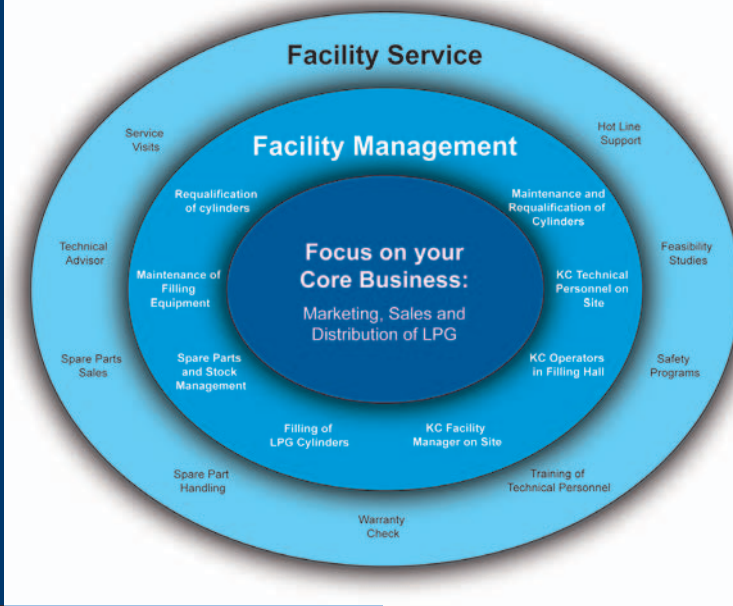 Facility Service
Service
Visits
Hot Line
Support
Facility Management
Requalification
of cylinders
Maintenance and
Requalification of
Cylinders
Technical
Advisor
Focus on your
Core Business:
Marketing, Sales and
Distribution of LPG
Feasibility
Studies
Maintenance of
Filling
Equipment
KC Technical
Personnel on
Site
Spare Parts
Sales
Spare Parts
and Stock
Management
KC Operators
in Filling Hall
Safety
Programs
Filling of
LPG Cylinders
KC Facility
Manager on Site
Spare Part
Handling
Training of
Technical Personnel
Warranty
Check